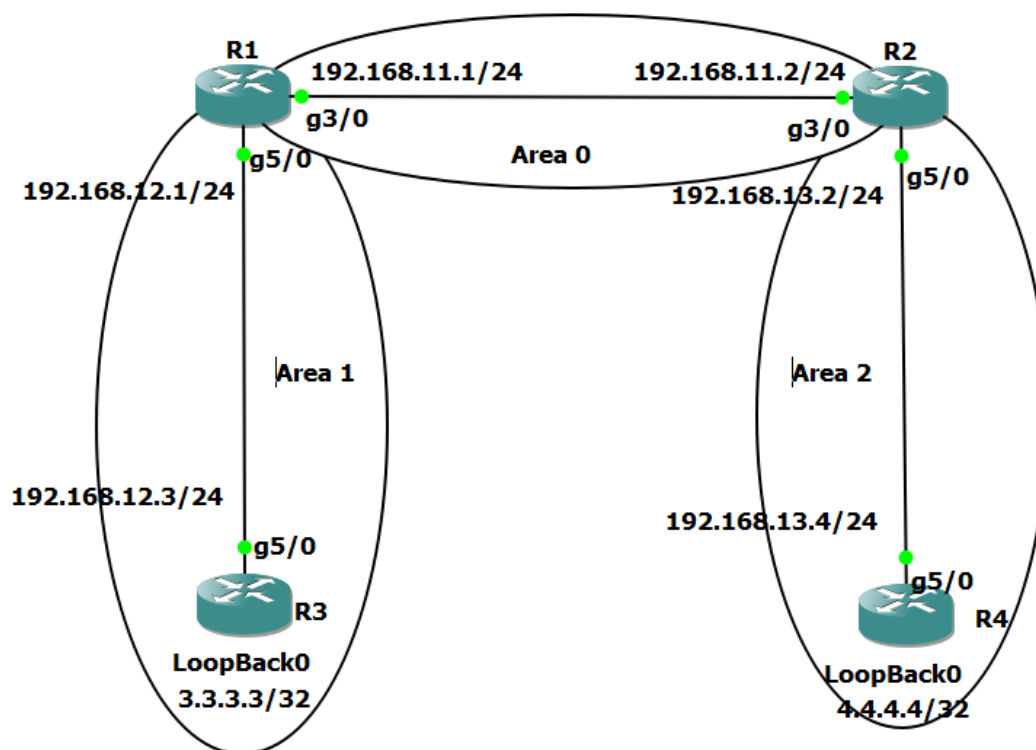 R1
R2
192.168.11.1/24
192.168.11.2/24
g3/0
g3/0
Area 0
g5/0
g5/0
192.168.12.1/24
192.168.13.2/24
Area 1
Area 2
192.168.12.3/24
192.168.13.4/24
g5/0
g5/0
R3
R4
LoopBack0
3.3.3.3/32
LoopBack0
4.4.4.4/32